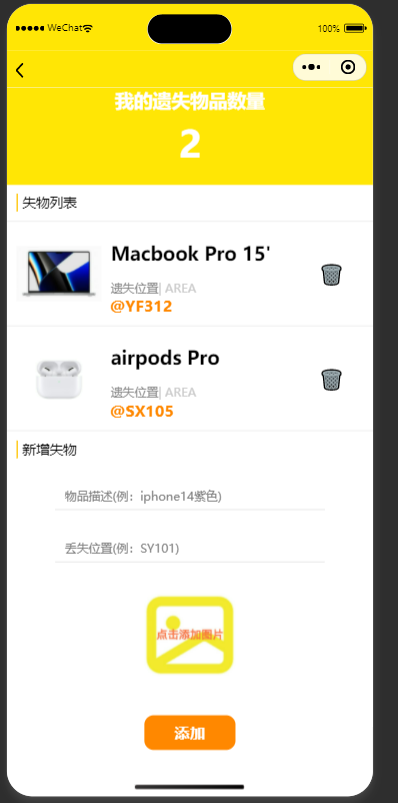 WeChat
100%
我的遗失物品数量
2
失物列表
Macbook Pro 15'
遗失位置| AREA
@YF312
airpods Pro
遗失位置| AREA
@SX105
新增失物
物品描述(例：iphone14紫色)
丢失位置(例：SY101)
点击添加图片
添加